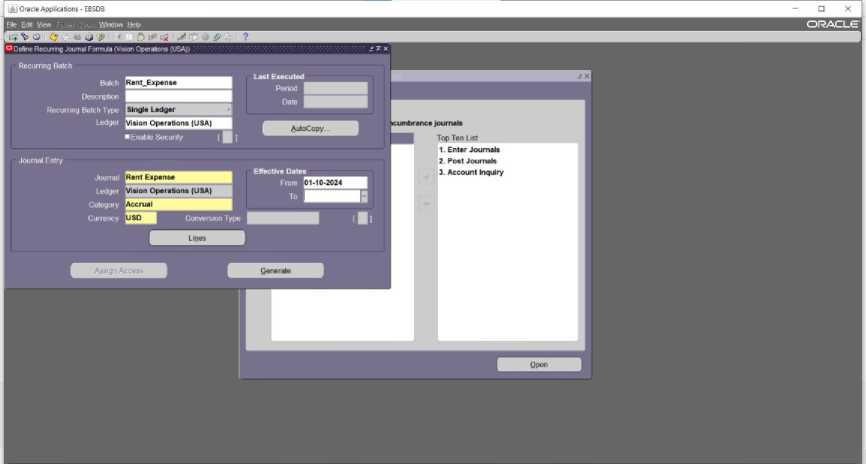 Oracle Applications - EBSDB
File Edit View Folder Tools Window Help
ORACLE
Define Recurring Journal Formula (Vision Operations (USA))
Recurring Batch
Batch Rent_Expense
Description
Recurring Batch Type Single Ledger
Ledger Vision Operations (USA)
Enable Security [ ]
Last Executed
Period
Date
AutoCopy...
Journal Entry
Journal Rent Expense
Ledger Vision Operations (USA)
Category Accrual
Currency USD Conversion Type [ ]
Effective Dates
From 01-10-2024
To
Lines
Assign Access Generate
ncumbrance journals
Top Ten List
1. Enter Journals
2. Post Journals
3. Account Inquiry
Open